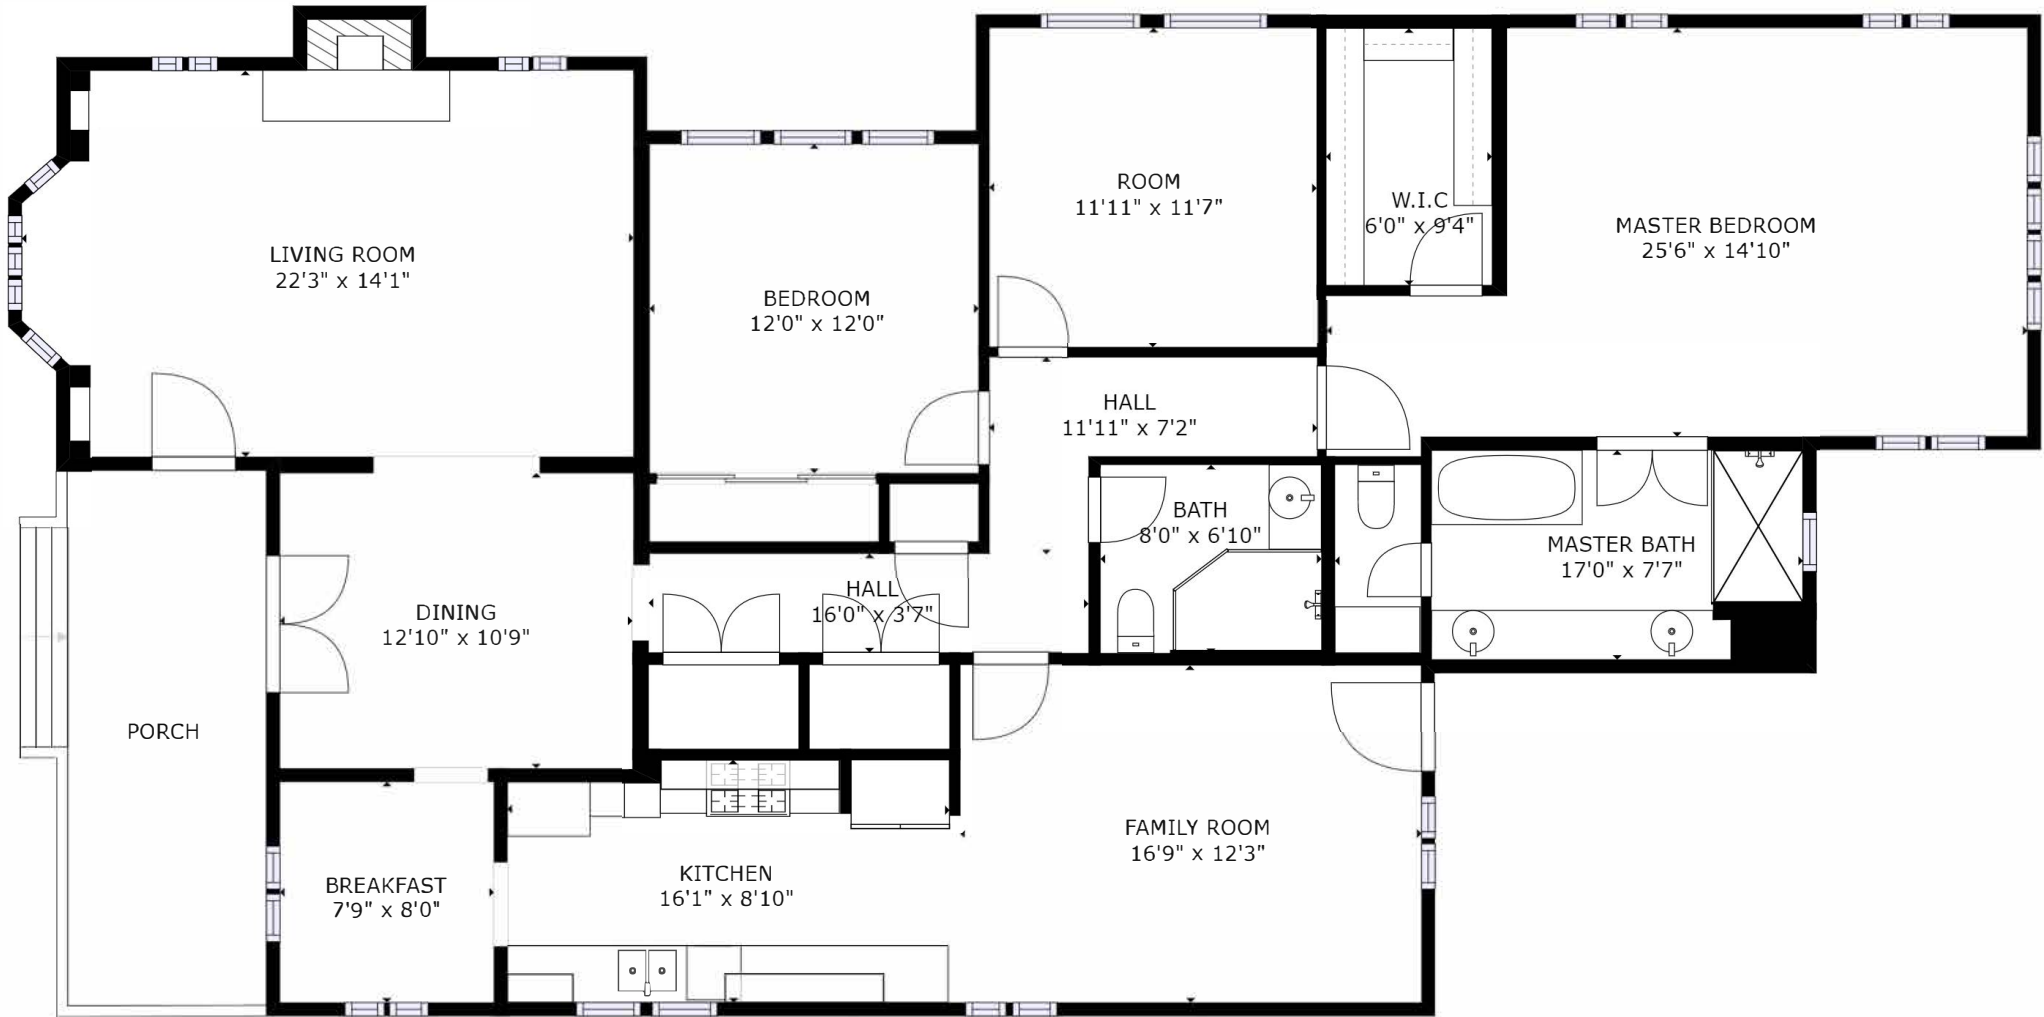 ROOM
11'11" x 11'7"
W.I.C
6'0" x 9'4"
MASTER BEDROOM
25'6" x 14'10"
LIVING ROOM
22'3" x 14'1"
BEDROOM
12'0" x 12'0"
HALL
11'11" x 7'2"
BATH
8'0" x 6'10"
MASTER BATH
17'0" x 7'7"
HALL
16'0" x 3'7"
DINING
12'10" x 10'9"
PORCH
FAMILY ROOM
16'9" x 12'3"
KITCHEN
16'1" x 8'10"
BREAKFAST
7'9" x 8'0"